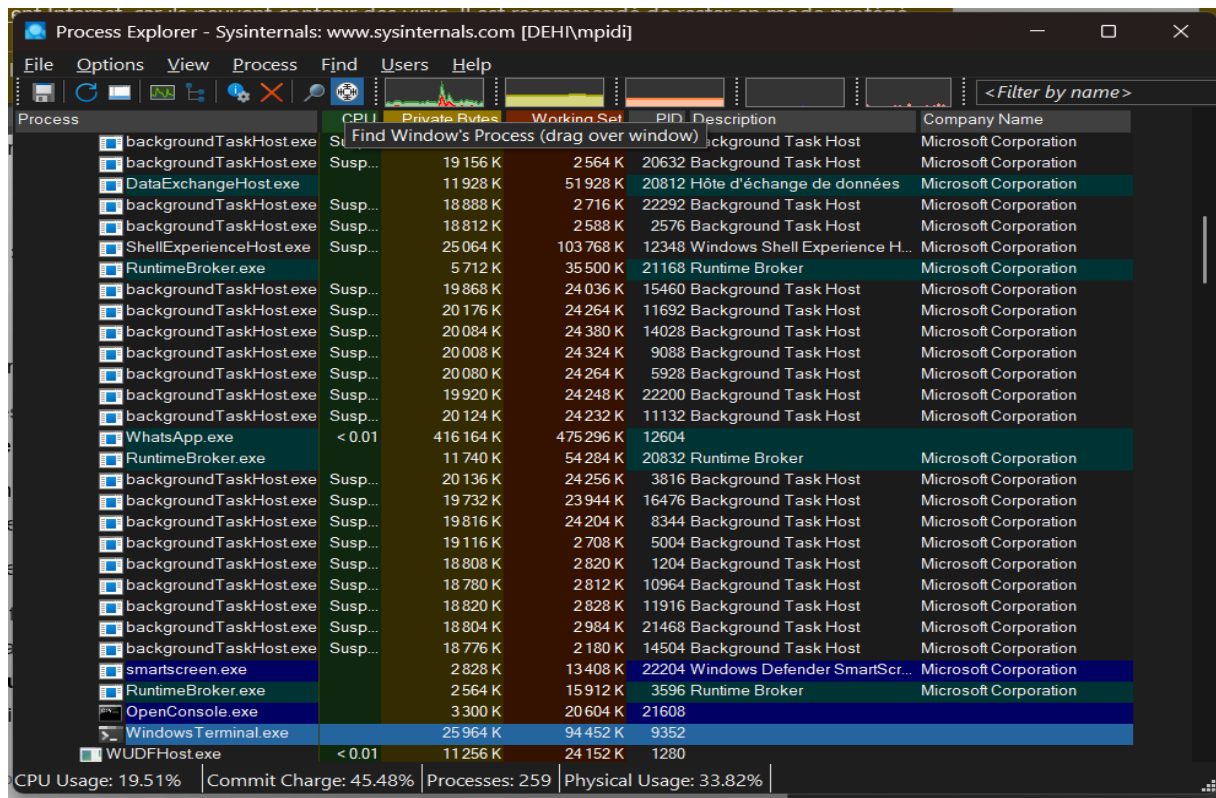 Process Explorer - Sysinternals: www.sysinternals.com [DEHI\mpidi]
File Options View Process Find Users Help
<Filter by name>
Process CPU Private Bytes Working Set PID Description Company Name
Find Window's Process (drag over window)
backgroundTaskHost.exe ckground Task Host Microsoft Corporation
backgroundTaskHost.exe Susp... 19 156 K 2 564 K 20632 Background Task Host Microsoft Corporation
DataExchangeHost.exe 11 928 K 51 928 K 20812 Hôte d'échange de données Microsoft Corporation
backgroundTaskHost.exe Susp... 18 888 K 2 716 K 22292 Background Task Host Microsoft Corporation
backgroundTaskHost.exe Susp... 18 812 K 2 588 K 2576 Background Task Host Microsoft Corporation
ShellExperienceHost.exe Susp... 25 064 K 103 768 K 12348 Windows Shell Experience H... Microsoft Corporation
RuntimeBroker.exe 5 712 K 35 500 K 21168 Runtime Broker Microsoft Corporation
backgroundTaskHost.exe Susp... 19 868 K 24 036 K 15460 Background Task Host Microsoft Corporation
backgroundTaskHost.exe Susp... 20 176 K 24 264 K 11692 Background Task Host Microsoft Corporation
backgroundTaskHost.exe Susp... 20 084 K 24 380 K 14028 Background Task Host Microsoft Corporation
backgroundTaskHost.exe Susp... 20 008 K 24 324 K 9088 Background Task Host Microsoft Corporation
backgroundTaskHost.exe Susp... 20 080 K 24 264 K 5928 Background Task Host Microsoft Corporation
backgroundTaskHost.exe Susp... 19 920 K 24 248 K 22200 Background Task Host Microsoft Corporation
backgroundTaskHost.exe Susp... 20 124 K 24 232 K 11132 Background Task Host Microsoft Corporation
WhatsApp.exe < 0.01 416 164 K 475 296 K 12604
RuntimeBroker.exe 11 740 K 54 284 K 20832 Runtime Broker Microsoft Corporation
backgroundTaskHost.exe Susp... 20 136 K 24 256 K 3816 Background Task Host Microsoft Corporation
backgroundTaskHost.exe Susp... 19 732 K 23 944 K 16476 Background Task Host Microsoft Corporation
backgroundTaskHost.exe Susp... 19 816 K 24 204 K 8344 Background Task Host Microsoft Corporation
backgroundTaskHost.exe Susp... 19 116 K 2 708 K 5004 Background Task Host Microsoft Corporation
backgroundTaskHost.exe Susp... 18 808 K 2 820 K 1204 Background Task Host Microsoft Corporation
backgroundTaskHost.exe Susp... 18 780 K 2 812 K 10964 Background Task Host Microsoft Corporation
backgroundTaskHost.exe Susp... 18 820 K 2 828 K 11916 Background Task Host Microsoft Corporation
backgroundTaskHost.exe Susp... 18 804 K 2 984 K 21468 Background Task Host Microsoft Corporation
backgroundTaskHost.exe Susp... 18 776 K 2 180 K 14504 Background Task Host Microsoft Corporation
smartscreen.exe 2 828 K 13 408 K 22204 Windows Defender SmartScr... Microsoft Corporation
RuntimeBroker.exe 2 564 K 15 912 K 3596 Runtime Broker Microsoft Corporation
OpenConsole.exe 3 300 K 20 604 K 21608
WindowsTerminal.exe 25 964 K 94 452 K 9352
WUDFHost.exe < 0.01 11 256 K 24 152 K 1280
CPU Usage: 19.51% Commit Charge: 45.48% Processes: 259 Physical Usage: 33.82%